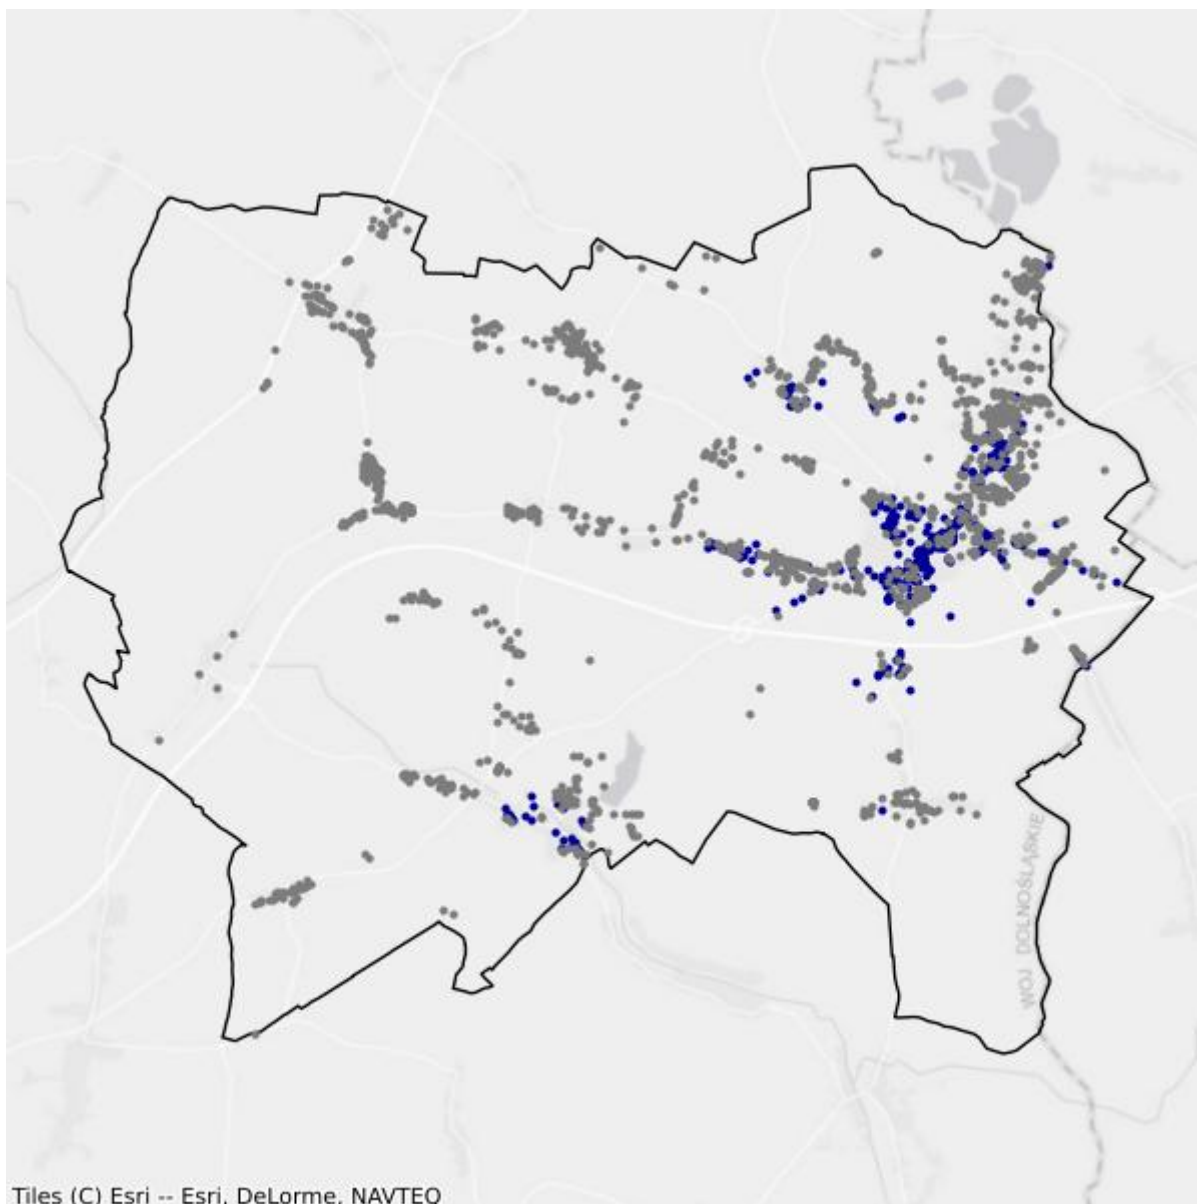 WOJ DOLNOŚLĄSKIE
Tiles (C) Esri -- Esri, DeLorme, NAVTEQ